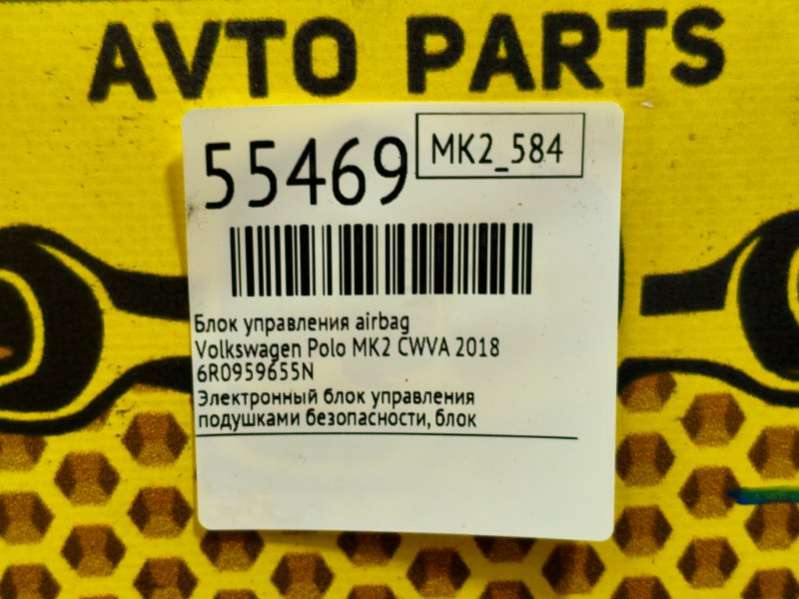 AVTO PARTS
55469
MK2_584
Блок управления airbag
Volkswagen Polo MK2 CWVA 2018
6R0959655N
Электронный блок управления
подушками безопасности, блок